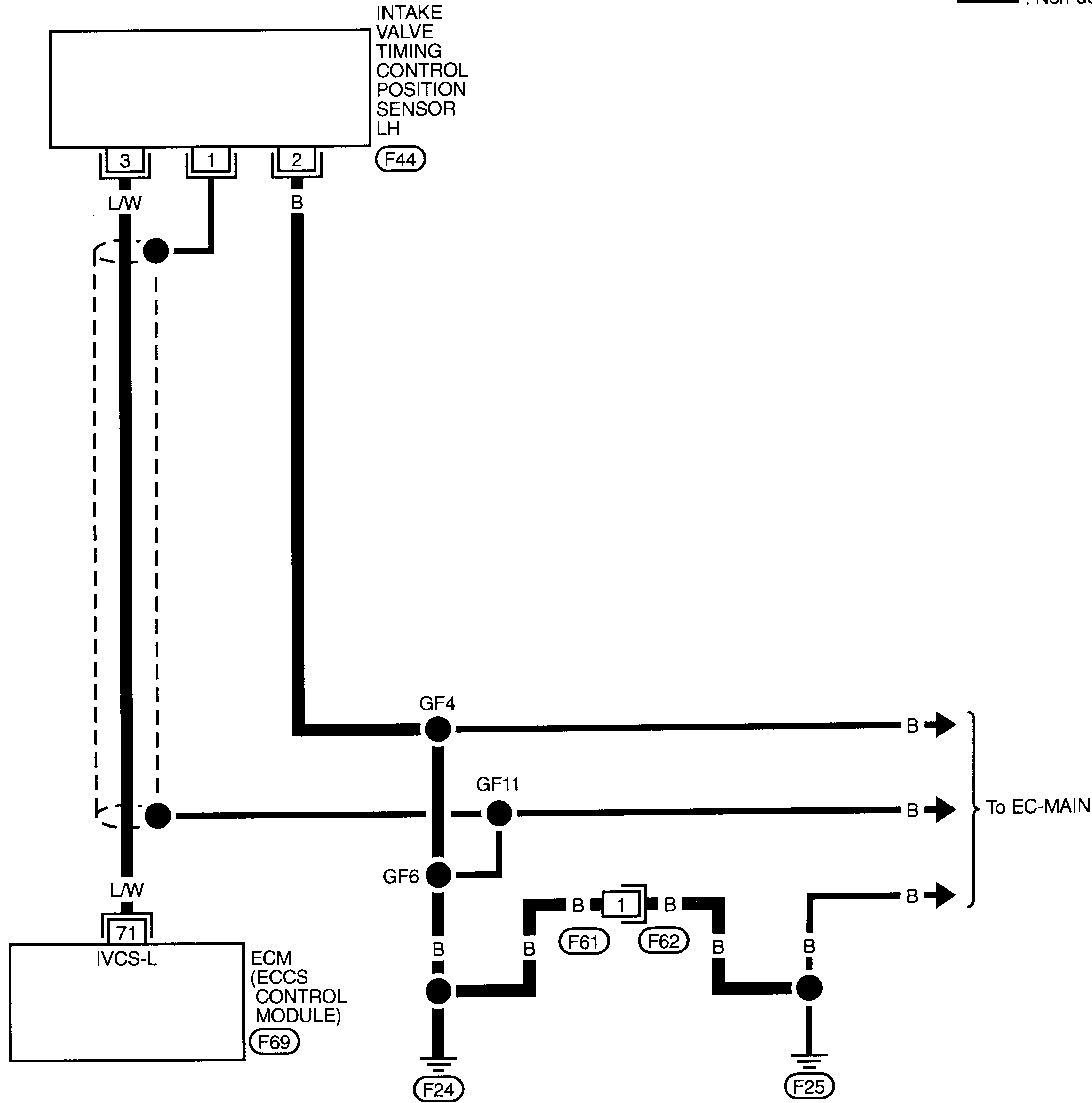 INTAKE
VALVE
TIMING
CONTROL
POSITION
SENSOR
LH
F44
3
1
2
L/W
B
GF4
B
GF11
B
To EC-MAIN
GF6
B
L/W
B
1
B
F61
F62
B
B
B
B
71
IVCS-L
ECM
(ECCS
CONTROL
MODULE)
F69
F24
F25